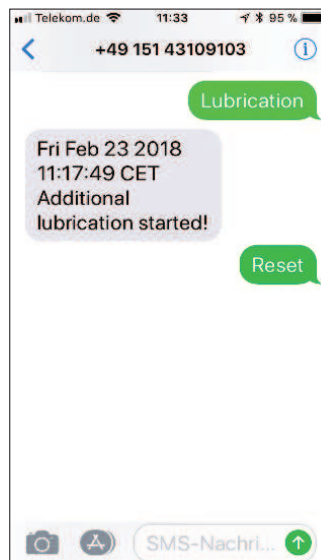 Telekom.de 11:33 95 %
+49 151 43109103
Lubrication
Fri Feb 23 2018
11:17:49 CET
Additional
lubrication started!
Reset
SMS-Nachri...